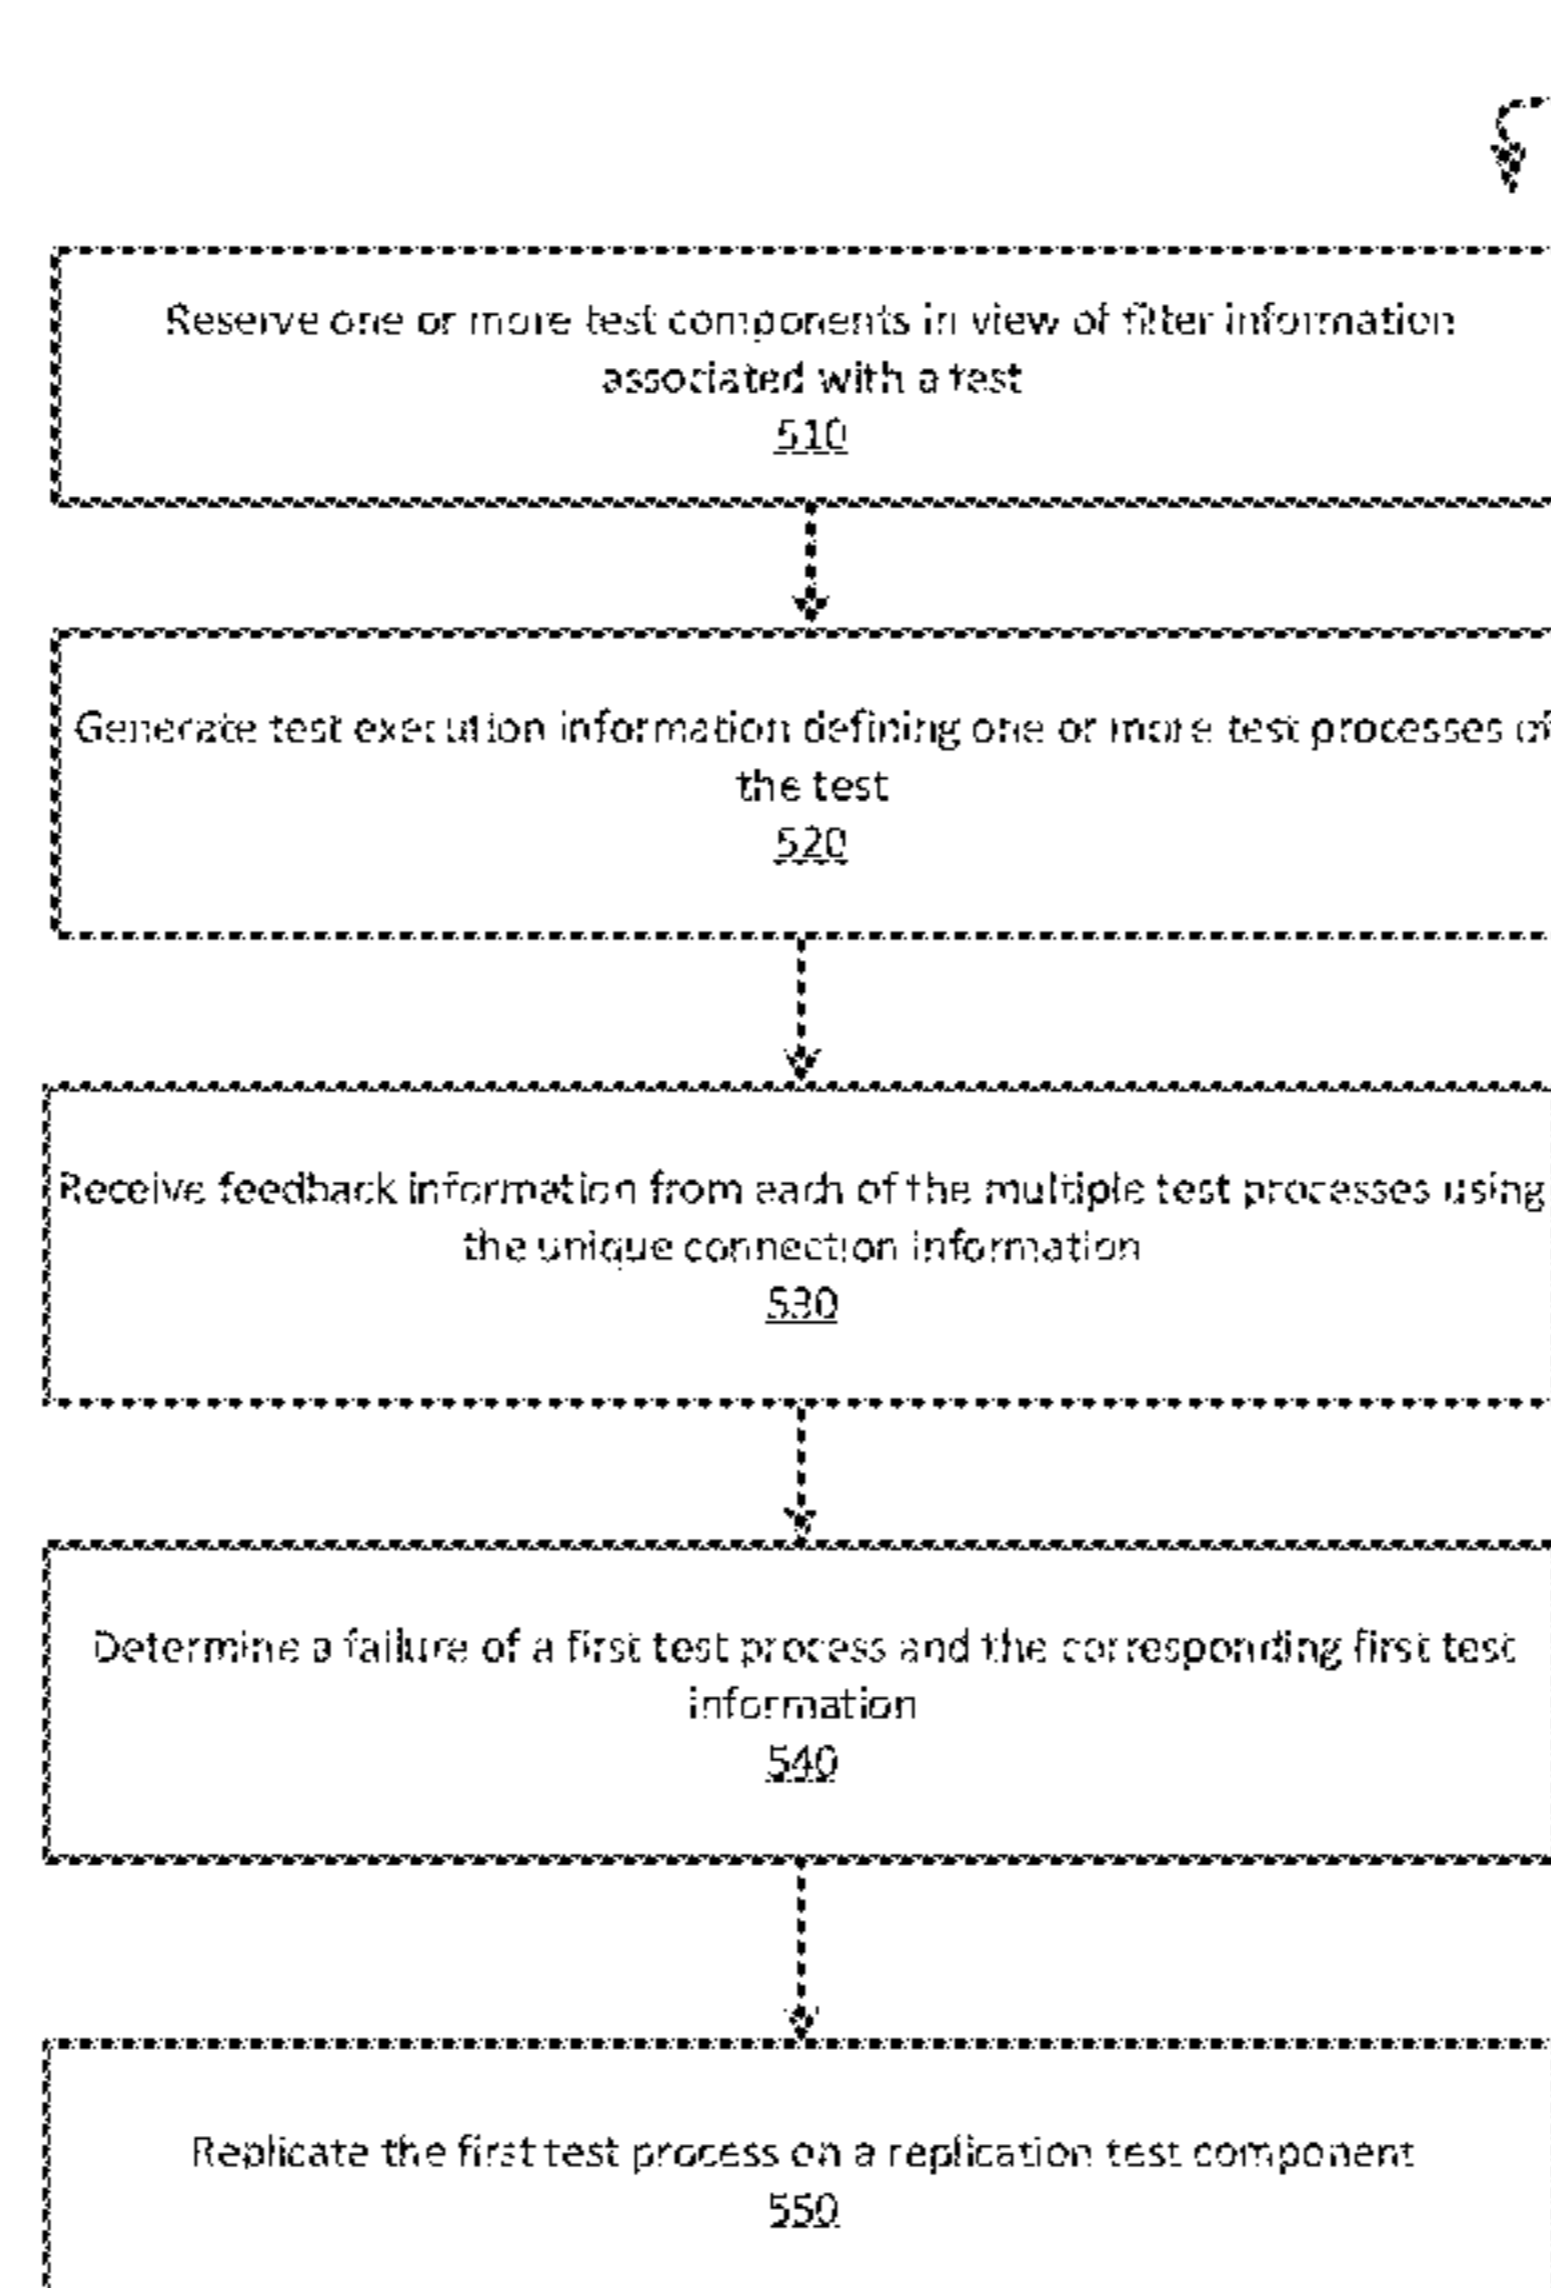 Reserve one or more test components in view of filter information
associated with a test
510
Generate test execution information defining one or more test processes of
the test
520
Receive feedback information from each of the multiple test processes using
the unique connection information
530
Determine a failure of a first test process and the corresponding first test
information
540
Replicate the first test process on a replication test component
550